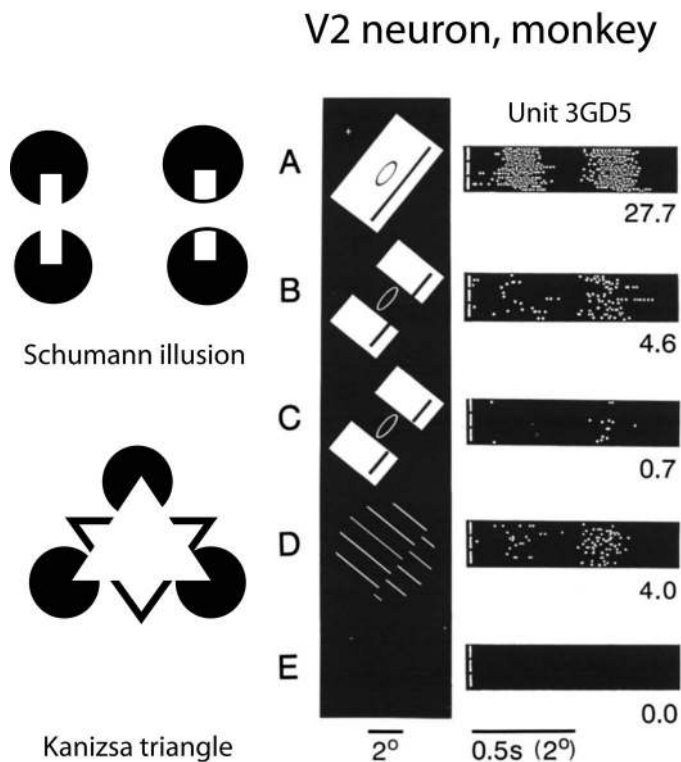 V2 neuron, monkey
Unit 3GD5
A
27.7
B
4.6
Schumann illusion
C
0.7
D
4.0
E
0.0
Kanizsa triangle
2°
0.5s (2°)